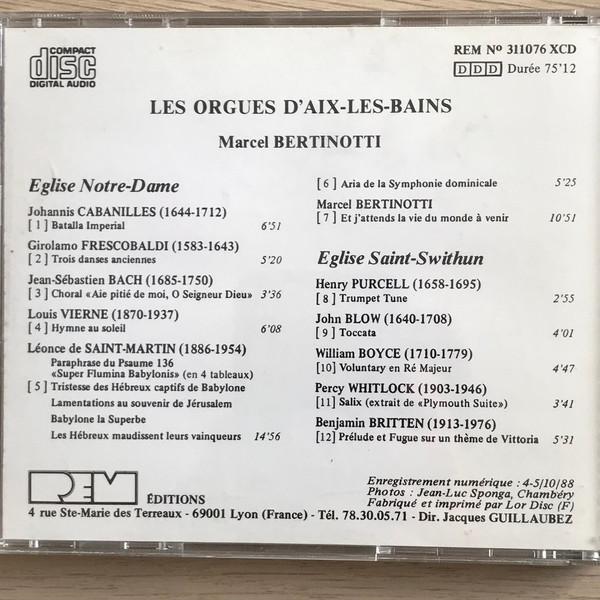 COMPACT
disc
DIGITAL AUDIO
REM Nº 311076 XCD
DDD Durée 75'12
LES ORGUES D'AIX-LES-BAINS
Marcel BERTINOTTI
Eglise Notre-Dame
Johannis CABANILLES (1644-1712)
[ 1 ] Batalla Imperial 6'51
Girolamo FRESCOBALDI (1583-1643)
[ 2 ] Trois danses anciennes 5'20
Jean-Sébastien BACH (1685-1750)
[ 3 ] Choral «Aie pitié de moi, O Seigneur Dieu» 3'36
Louis VIERNE (1870-1937)
[ 4 ] Hymne au soleil 6'08
Léonce de SAINT-MARTIN (1886-1954)
Paraphrase du Psaume 136
«Super Flumina Babylonis» (en 4 tableaux)
[ 5 ] Tristesse des Hébreux captifs de Babylone
Lamentations au souvenir de Jérusalem
Babylone la Superbe
Les Hébreux maudissent leurs vainqueurs 14'56
[ 6 ] Aria de la Symphonie dominicale 5'25
Marcel BERTINOTTI
[ 7 ] Et j'attends la vie du monde à venir 10'51
Eglise Saint-Swithun
Henry PURCELL (1658-1695)
[ 8 ] Trumpet Tune 2'55
John BLOW (1640-1708)
[ 9 ] Toccata 4'01
William BOYCE (1710-1779)
[10] Voluntary en Ré Majeur 4'47
Percy WHITLOCK (1903-1946)
[11] Salix (extrait de «Plymouth Suite») 3'41
Benjamin BRITTEN (1913-1976)
[12] Prélude et Fugue sur un thème de Vittoria 5'31
REM ÉDITIONS
4 rue Ste-Marie des Terreaux - 69001 Lyon (France) - Tél. 78.30.05.71 - Dir. Jacques GUILLAUBEZ
Enregistrement numérique : 4-5/10/88
Photos : Jean-Luc Sponga, Chambéry
Fabriqué et imprimé par Lor Disc (F)